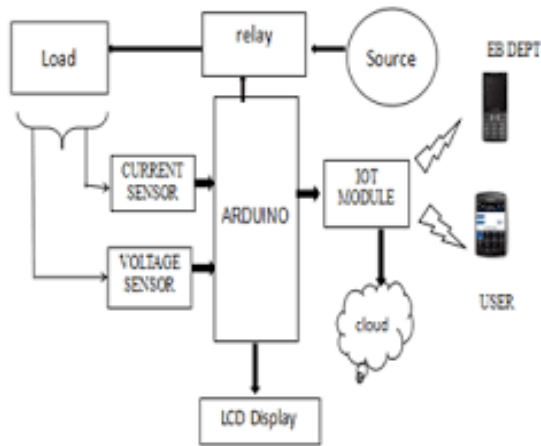 relay
Load
Source
EB DEPT
CURRENT
SENSOR
ARDUINO
IOT
MODULE
VOLTAGE
SENSOR
USER
cloud
LCD Display